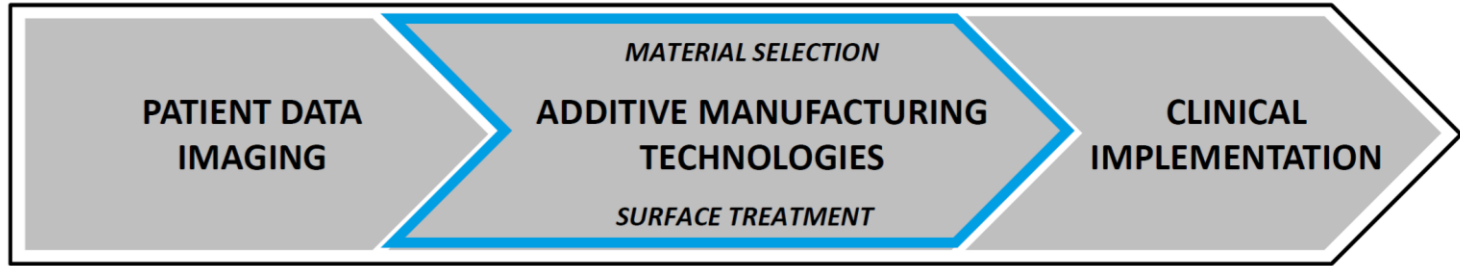 PATIENT DATA
IMAGING
MATERIAL SELECTION
ADDITIVE MANUFACTURING
TECHNOLOGIES
SURFACE TREATMENT
CLINICAL
IMPLEMENTATION